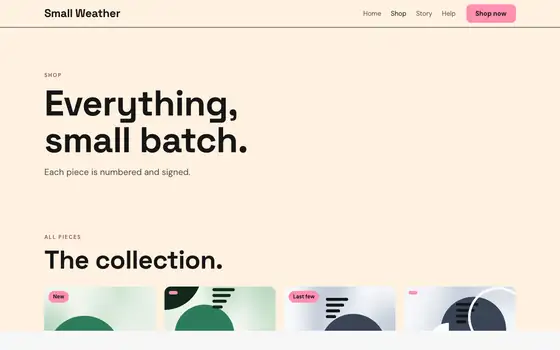 Small Weather
Home Shop Story Help Shop now
SHOP
Everything,
small batch.
Each piece is numbered and signed.
ALL PIECES
The collection.
New
Last few